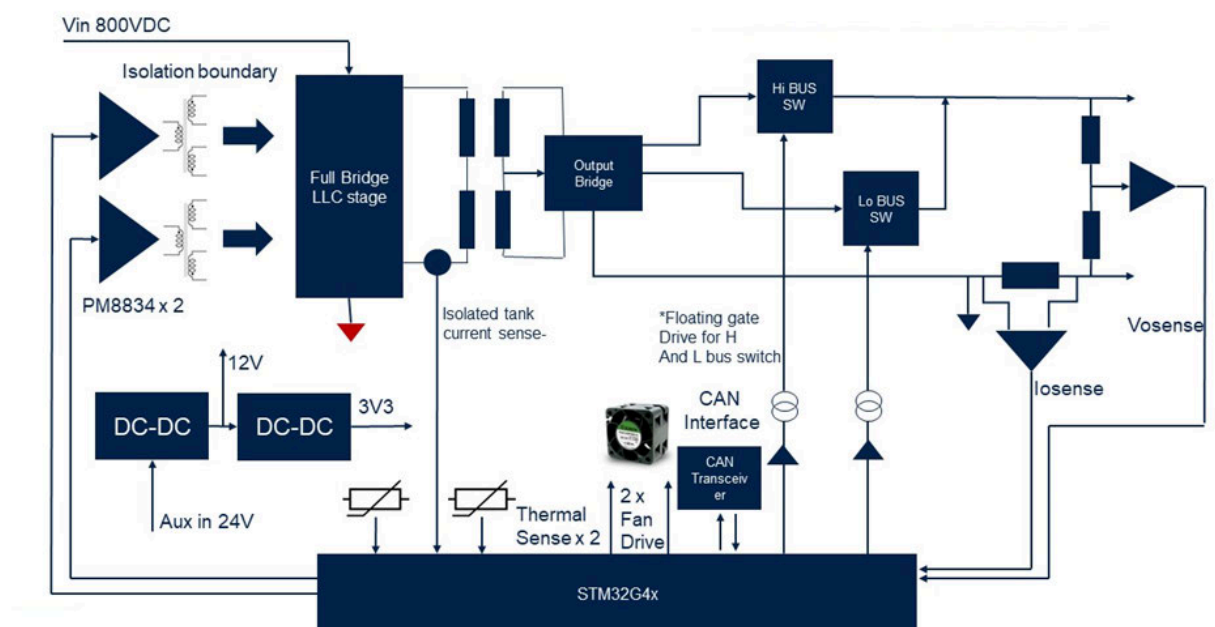 Vin 800VDC
Isolation boundary
Full Bridge
LLC stage
PM8834 x 2
Output
Bridge
Hi BUS
SW
Lo BUS
SW
Isolated tank
current sense-
*Floating gate
Drive for H
And L bus switch
Vosense
Iosense
12V
DC-DC
DC-DC
3V3
Aux in 24V
Thermal
Sense x 2
2 x
Fan
Drive
CAN
Interface
CAN
Transceiv
er
STM32G4x